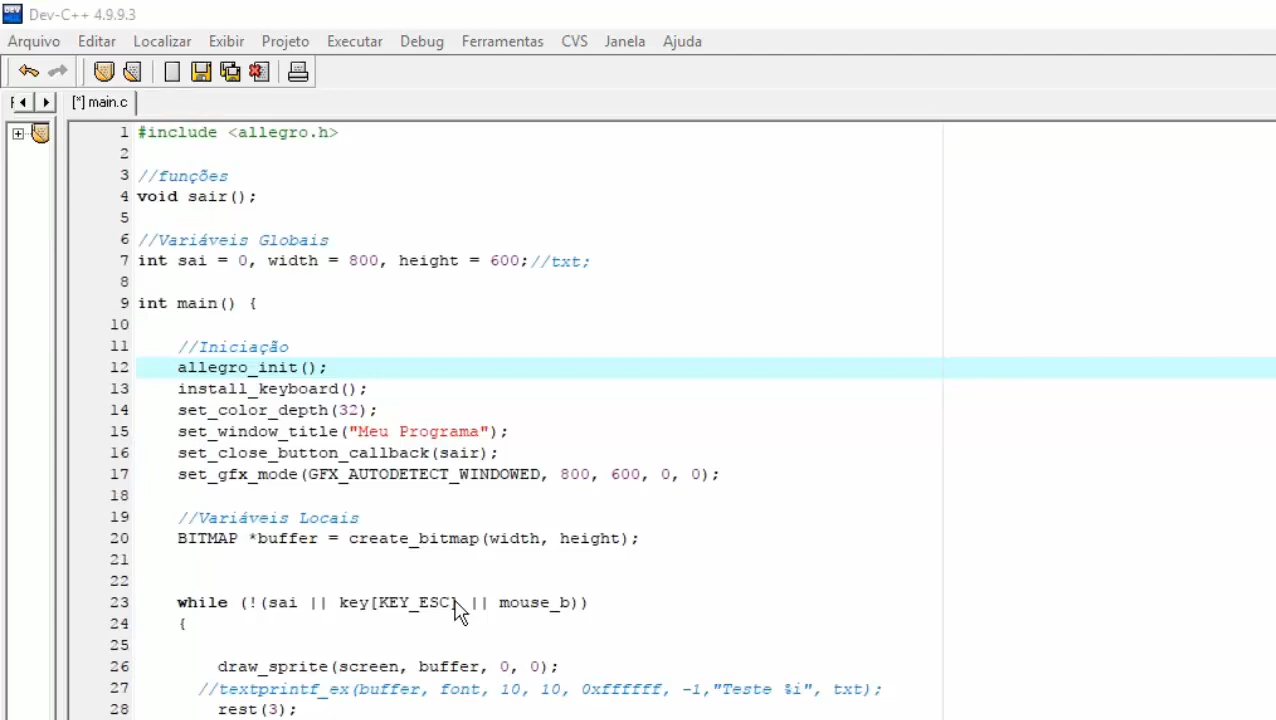 Dev-C++ 4.9.9.3
Arquivo Editar Localizar Exibir Projeto Executar Debug Ferramentas CVS Janela Ajuda
[*] main.c
1 #include <allegro.h>
2
3 //funções
4 void sair();
5
6 //Variáveis Globais
7 int sai = 0, width = 800, height = 600;//txt;
8
9 int main() {
10
11 //Iniciação
12 allegro_init();
13 install_keyboard();
14 set_color_depth(32);
15 set_window_title("Meu Programa");
16 set_close_button_callback(sair);
17 set_gfx_mode(GFX_AUTODETECT_WINDOWED, 800, 600, 0, 0);
18
19 //Variáveis Locais
20 BITMAP *buffer = create_bitmap(width, height);
21
22
23 while (!(sai || key[KEY_ESC] || mouse_b))
24 {
25
26 draw_sprite(screen, buffer, 0, 0);
27 //textprintf_ex(buffer, font, 10, 10, 0xffffff, -1,"Teste %i", txt);
28 rest(3);